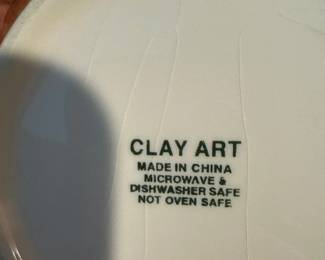 CLAY ART
MADE IN CHINA
MICROWAVE &
DISHWASHER SAFE
NOT OVEN SAFE